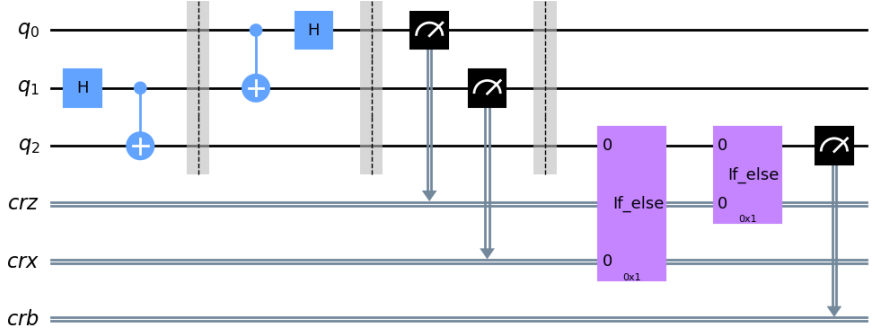 q0 H
q1 H
q2 0 0
If_else
crz If_else 0
0x1
crx 0
0x1
crb